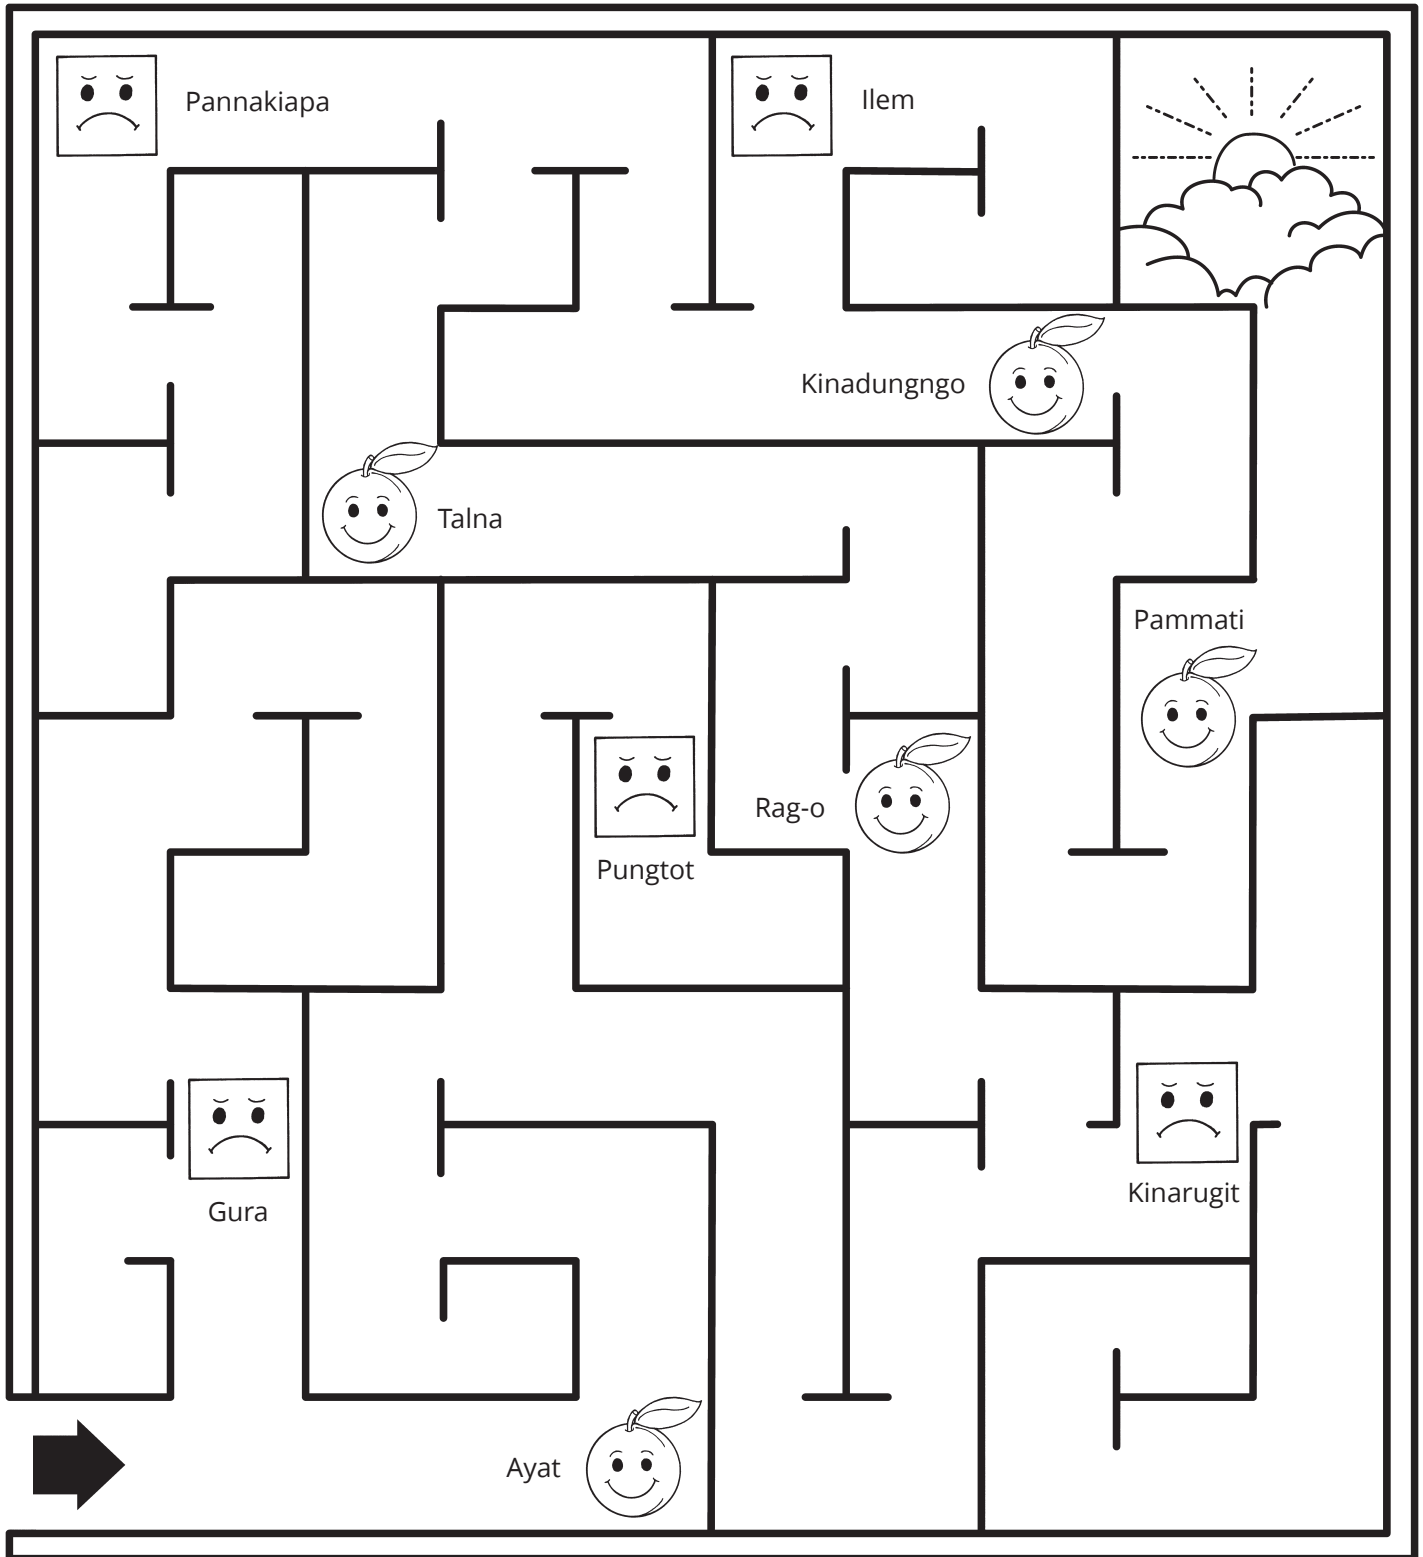 Pannakiapa
Ilem
Kinadungngo
Talna
Pammati
Rag-o
Pungtot
Gura
Kinarugit
Ayat